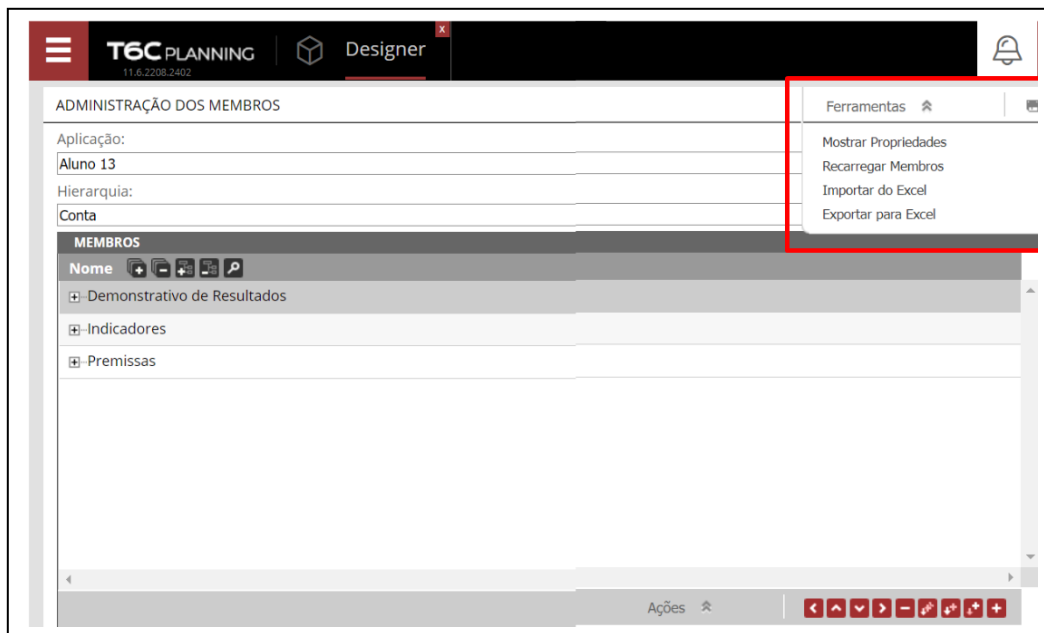 T6C PLANNING
11.6.2208.2402
Designer
x
ADMINISTRAÇÃO DOS MEMBROS
Ferramentas
Aplicação:
Mostrar Propriedades
Aluno 13
Recarregar Membros
Hierarquia:
Importar do Excel
Conta
Exportar para Excel
MEMBROS
Nome
Demonstrativo de Resultados
Indicadores
Premissas
Ações